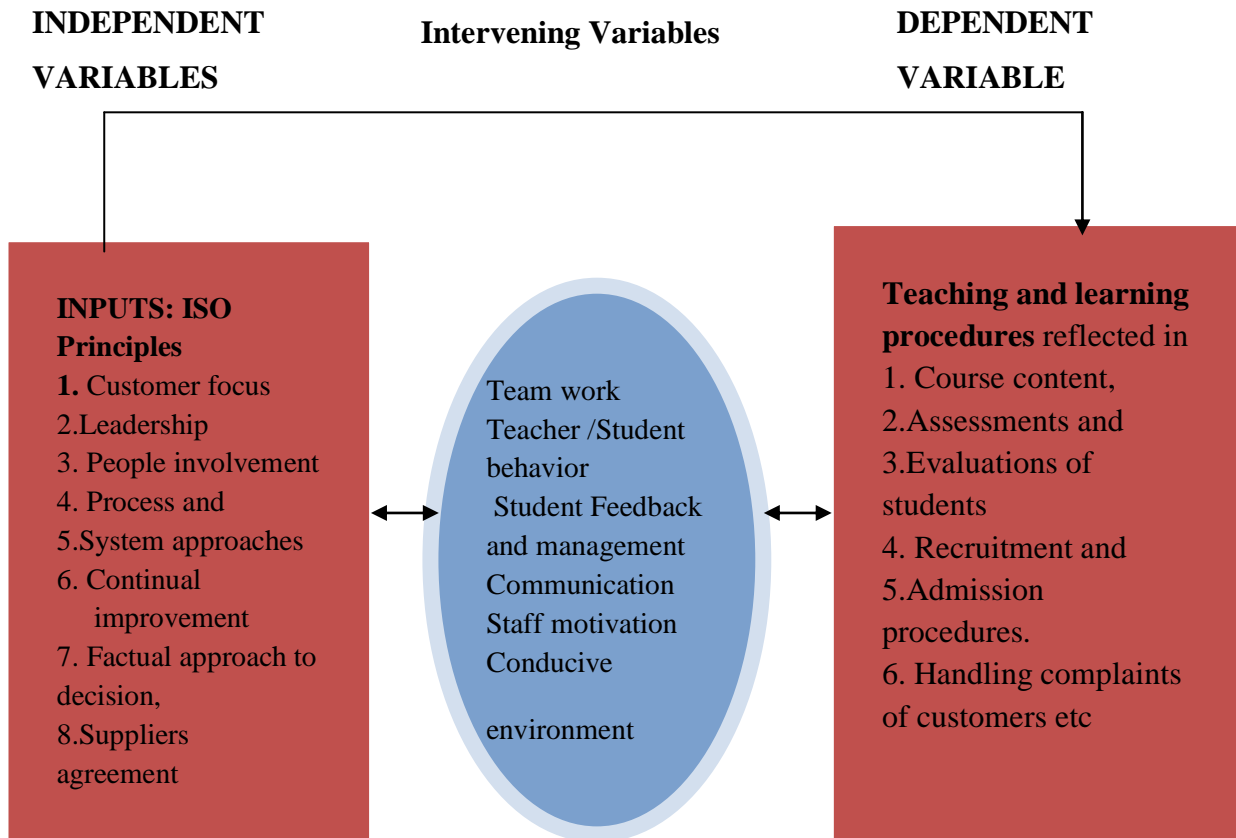 INDEPENDENT
VARIABLES
Intervening Variables
DEPENDENT
VARIABLE
INPUTS: ISO
Principles
1. Customer focus
2.Leadership
3. People involvement
4. Process and
5.System approaches
6. Continual
improvement
7. Factual approach to
decision,
8.Suppliers
agreement
Team work
Teacher /Student
behavior
Student Feedback
and management
Communication
Staff motivation
Conducive
environment
Teaching and learning
procedures reflected in
1. Course content,
2.Assessments and
3.Evaluations of
students
4. Recruitment and
5.Admission
procedures.
6. Handling complaints
of customers etc